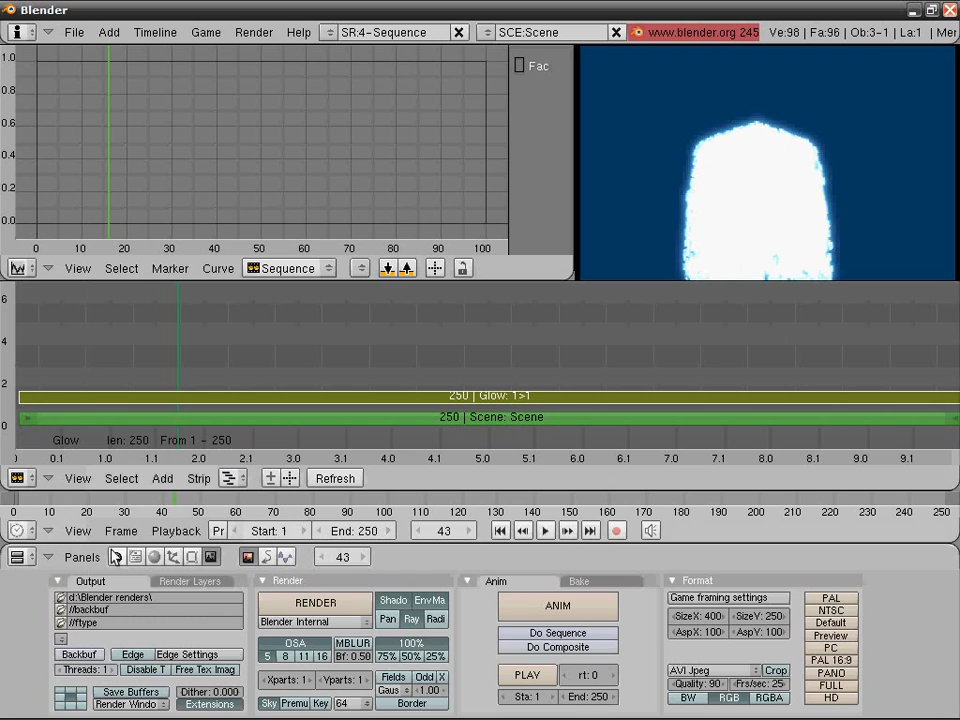 Blender
File Add Timeline Game Render Help SR:4-Sequence SCE:Scene www.blender.org 245 Ve:98 | Fa:96 | Ob:3-1 | La:1 | Mer
1.0
0.8
0.6
0.4
0.2
0.0
Fac
0 10 20 30 40 50 60 70 80 90 100
View Select Marker Curve Sequence
6
4
2
0
250 | Glow: 1>1
250 | Scene: Scene
Glow len: 250 From 1 - 250
0.1 1.0 1.1 2.0 2.1 3.0 3.1 4.0 4.1 5.0 5.1 6.0 6.1 7.0 7.1 8.0 8.1 9.1
View Select Add Strip Refresh
0 10 20 30 40 50 60 70 80 90 100 110 120 130 140 150 160 170 180 190 200 210 220 230 240 250
View Frame Playback Pr Start: 1 End: 250 43
Panels 43
Output Render Layers Render Anim Bake Format
d:\Blender renders\
//backbuf
//ftype
Backbuf Edge Edge Settings
Threads: 1 Disable T Free Tex Imag
Save Buffers Dither: 0.000
Render Windo Extensions
RENDER
Blender Internal
Shado EnvMa
Pan Ray Radi
OSA MBLUR 100%
5 8 11 16 Bf: 0.50 75% 50% 25%
Xparts: 1 Yparts: 1 Fields Odd X
Gaus 1.00
Sky Premu Key 64 Border
ANIM
Do Sequence
Do Composite
PLAY rt: 0
Sta: 1 End: 250
Game framing settings
SizeX: 400 SizeY: 250
AspX: 100 AspY: 100
AVI Jpeg Crop
Quality: 90 Frs/sec: 25
BW RGB RGBA
PAL
NTSC
Default
Preview
PC
PAL 16:9
PANO
FULL
HD